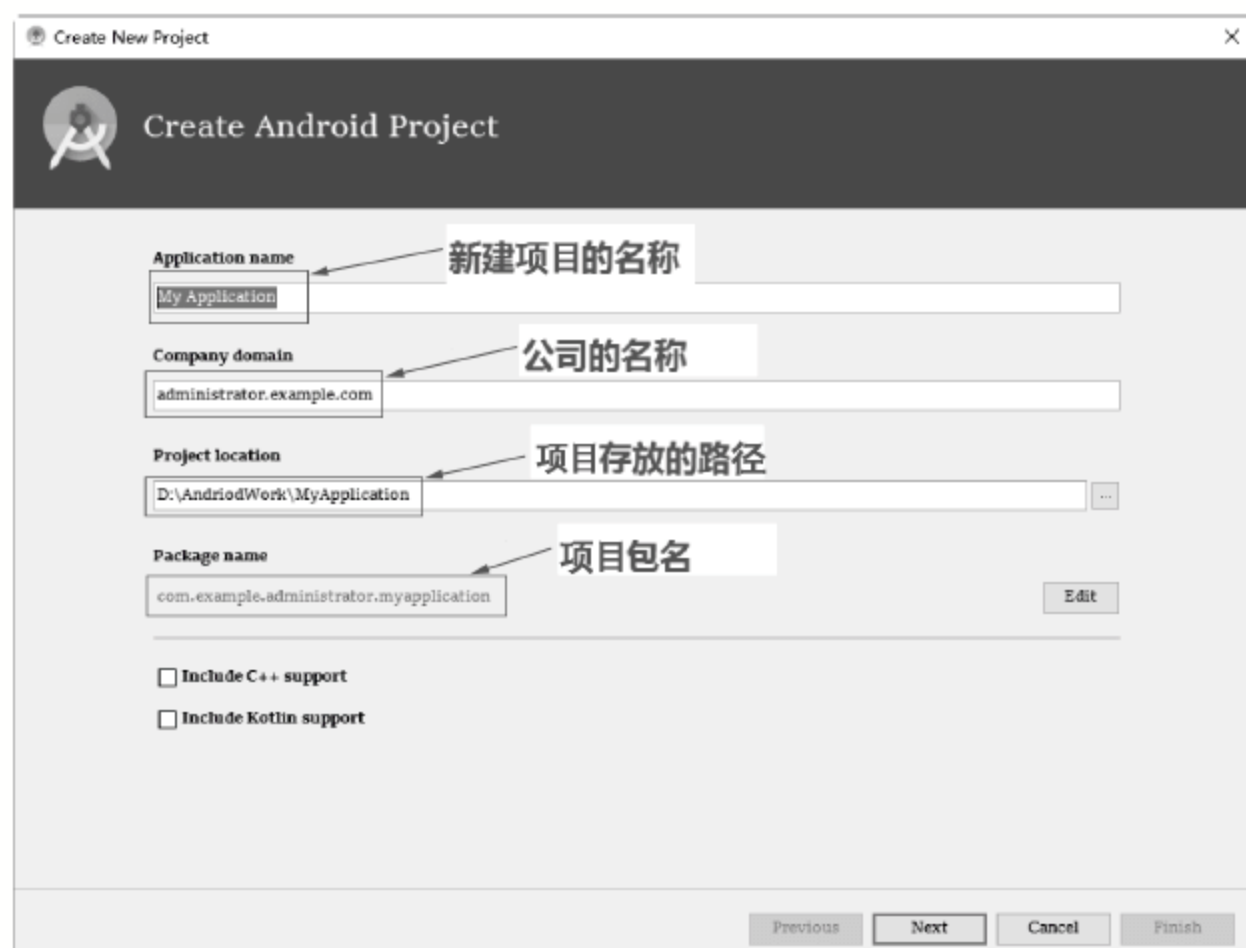 Create New Project
Create Android Project
Application name
新建项目的名称
My Application
Company domain
公司的名称
administrator.example.com
Project location
项目存放的路径
D:\AndriodWork\MyApplication
...
Package name
项目包名
com.example.administrator.myapplication
Edit
Include C++ support
Include Kotlin support
Previous Next Cancel Finish